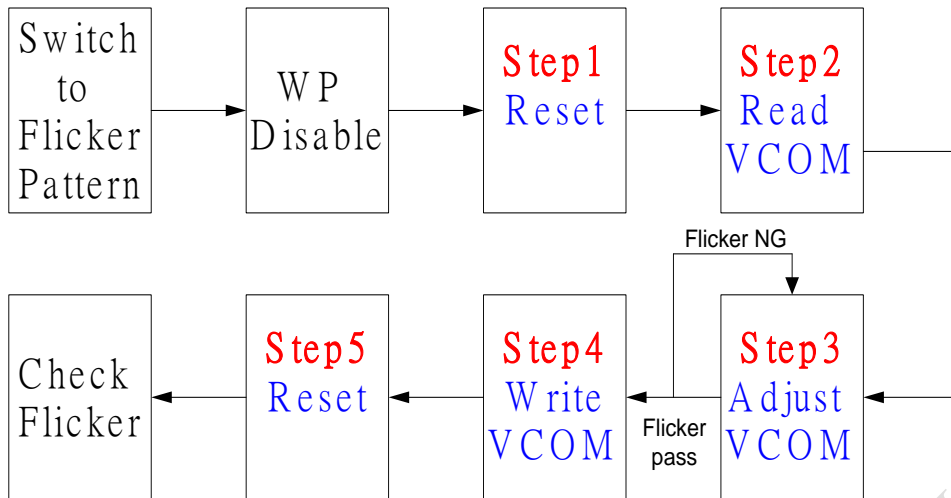 Switch
to
Flicker
Pattern
WP
Disable
Step1
Reset
Step2
Read
VCOM
Flicker NG
Check
Flicker
Step5
Reset
Step4
Write
VCOM
Flicker
pass
Step3
Adjust
VCOM